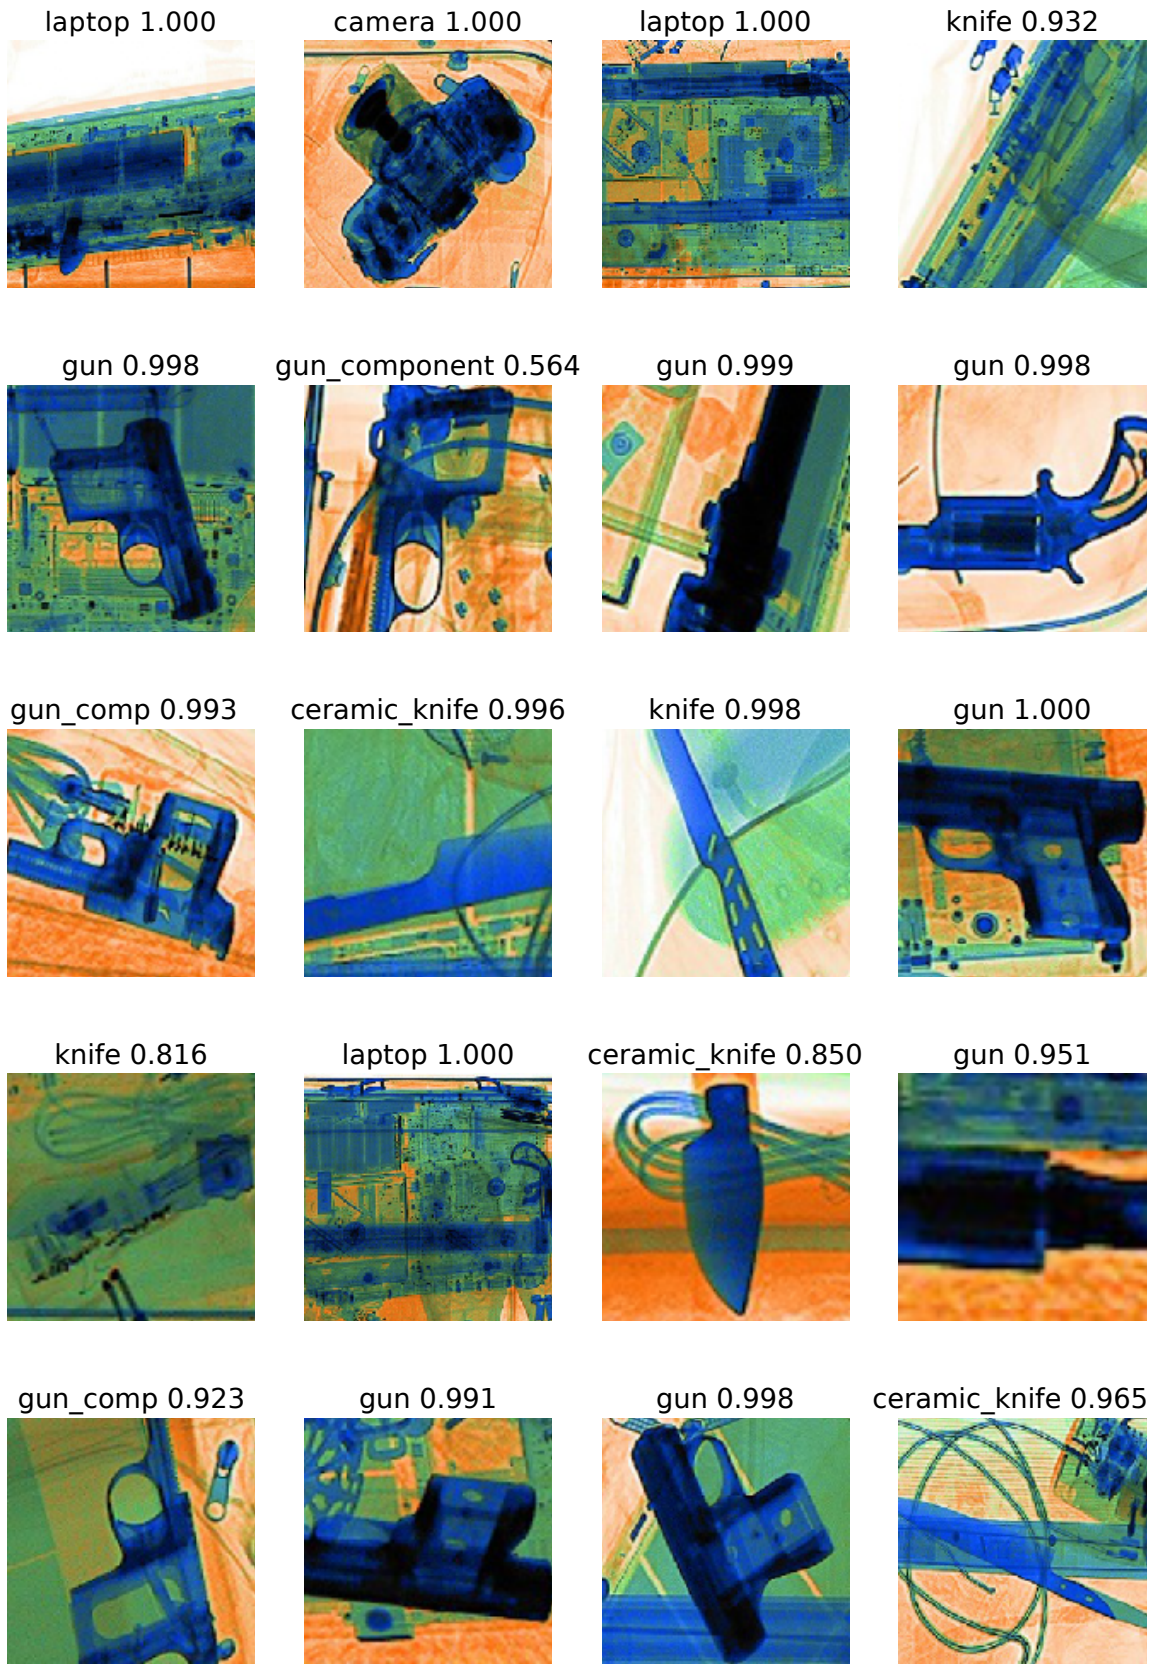 laptop 1.000
camera 1.000
laptop 1.000
knife 0.932
gun 0.998
gun_component 0.564
gun 0.999
gun 0.998
gun_comp 0.993
ceramic_knife 0.996
knife 0.998
gun 1.000
knife 0.816
laptop 1.000
ceramic_knife 0.850
gun 0.951
gun_comp 0.923
gun 0.991
gun 0.998
ceramic_knife 0.965